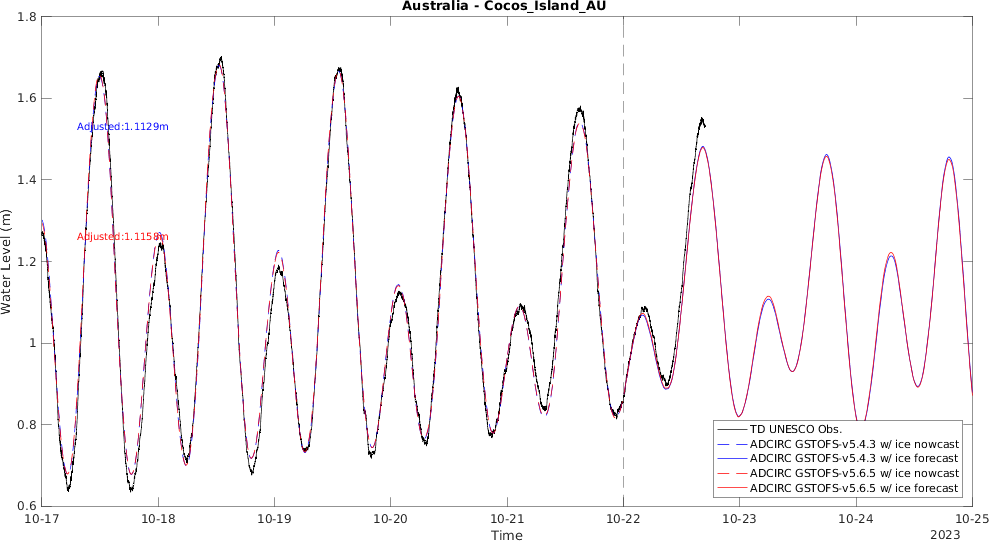 Australia - Cocos_Island_AU
1.8
1.6
1.4
1.2
1
0.8
0.6
Water Level (m)
Adjusted:1.1129m
Adjusted:1.1158m
TD UNESCO Obs.
ADCIRC GSTOFS-v5.4.3 w/ ice nowcast
ADCIRC GSTOFS-v5.4.3 w/ ice forecast
ADCIRC GSTOFS-v5.6.5 w/ ice nowcast
ADCIRC GSTOFS-v5.6.5 w/ ice forecast
10-17 10-18 10-19 10-20 10-21 10-22 10-23 10-24 10-25
Time
2023